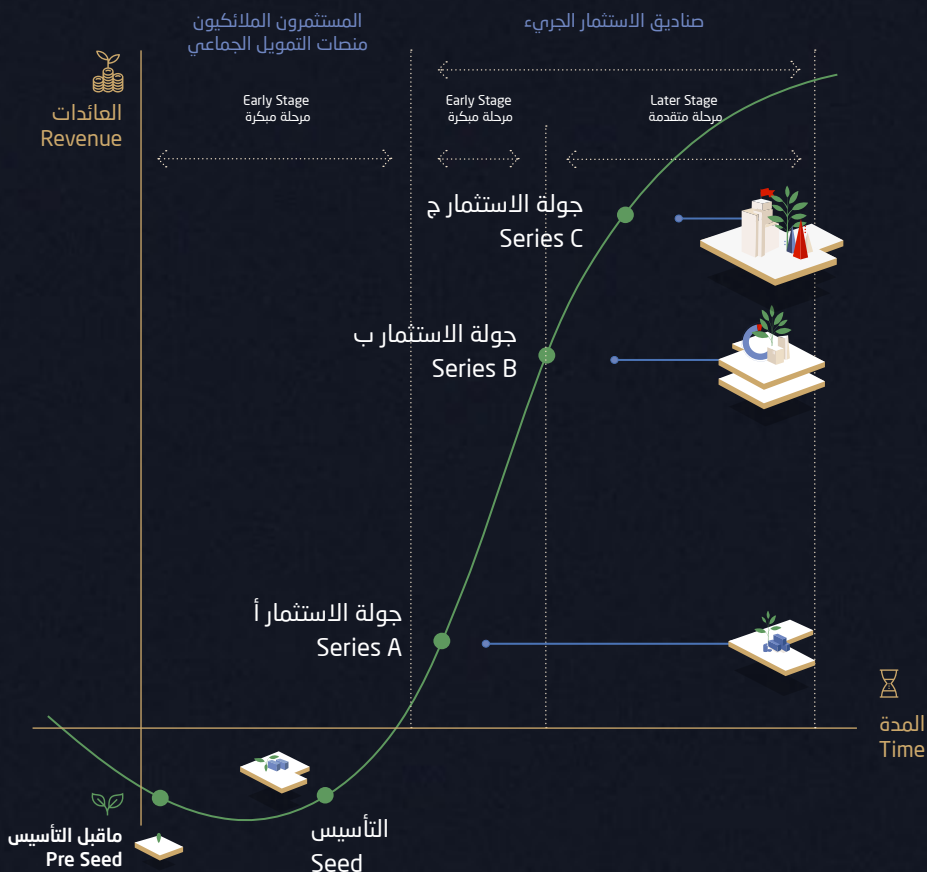 المستثمرون الملائكيون
منصات التمويل الجماعي
صناديق الاستثمار الجريء
العائدات
Revenue
Early Stage
مرحلة مبكرة
Early Stage
مرحلة مبكرة
Later Stage
مرحلة متقدمة
جولة الاستثمار ج
Series C
جولة الاستثمار ب
Series B
جولة الاستثمار أ
Series A
المدة
Time
ماقبل التأسيس
Pre Seed
التأسيس
Seed